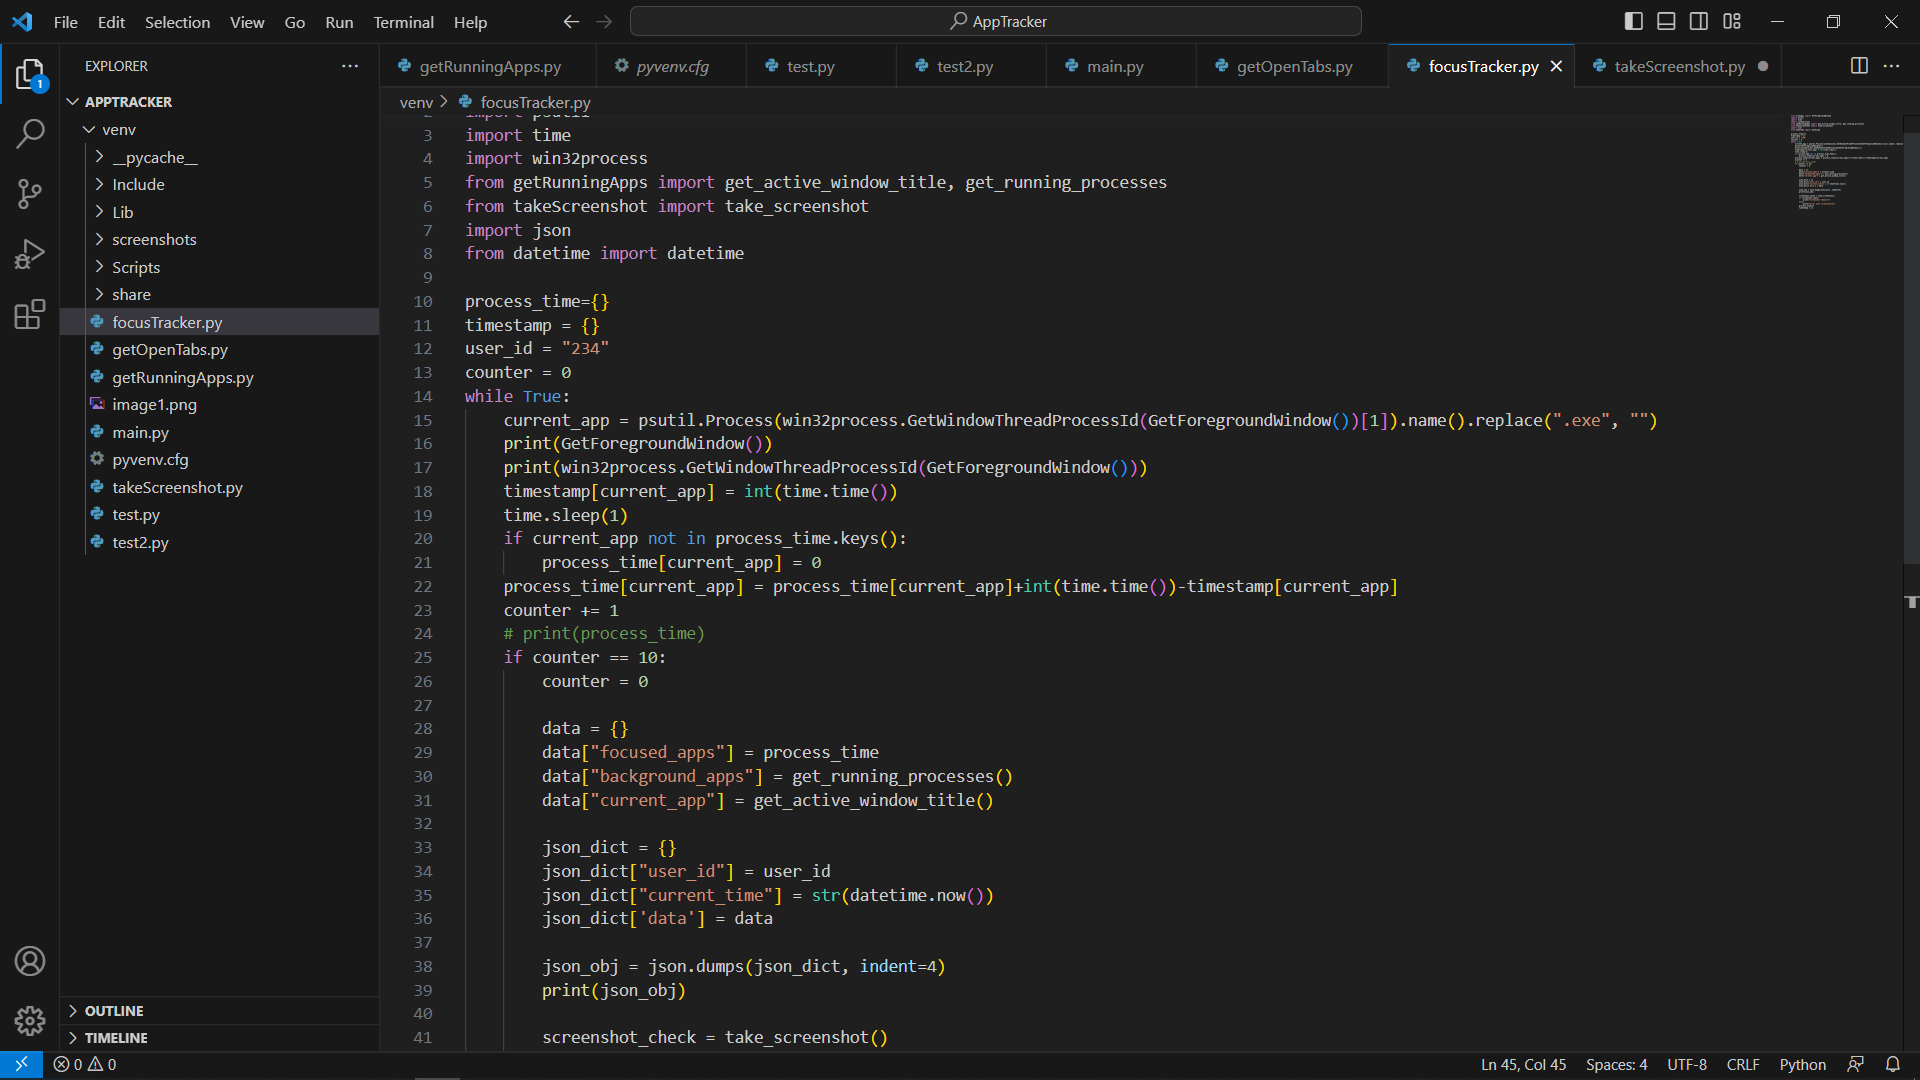 File Edit Selection View Go Run Terminal Help
AppTracker
EXPLORER
APPTRACKER
venv
__pycache__
Include
Lib
screenshots
Scripts
share
focusTracker.py
getOpenTabs.py
getRunningApps.py
image1.png
main.py
pyvenv.cfg
takeScreenshot.py
test.py
test2.py
OUTLINE
TIMELINE
1
getRunningApps.py pyvenv.cfg test.py test2.py main.py getOpenTabs.py focusTracker.py takeScreenshot.py
venv > focusTracker.py
2 import psutil
3 import time
4 import win32process
5 from getRunningApps import get_active_window_title, get_running_processes
6 from takeScreenshot import take_screenshot
7 import json
8 from datetime import datetime
9
10 process_time={}
11 timestamp = {}
12 user_id = "234"
13 counter = 0
14 while True:
15 current_app = psutil.Process(win32process.GetWindowThreadProcessId(GetForegroundWindow())[1]).name().replace(".exe", "")
16 print(GetForegroundWindow())
17 print(win32process.GetWindowThreadProcessId(GetForegroundWindow()))
18 timestamp[current_app] = int(time.time())
19 time.sleep(1)
20 if current_app not in process_time.keys():
21 process_time[current_app] = 0
22 process_time[current_app] = process_time[current_app]+int(time.time())-timestamp[current_app]
23 counter += 1
24 # print(process_time)
25 if counter == 10:
26 counter = 0
27
28 data = {}
29 data["focused_apps"] = process_time
30 data["background_apps"] = get_running_processes()
31 data["current_app"] = get_active_window_title()
32
33 json_dict = {}
34 json_dict["user_id"] = user_id
35 json_dict["current_time"] = str(datetime.now())
36 json_dict['data'] = data
37
38 json_obj = json.dumps(json_dict, indent=4)
39 print(json_obj)
40
41 screenshot_check = take_screenshot()
0 0
Ln 45, Col 45 Spaces: 4 UTF-8 CRLF Python